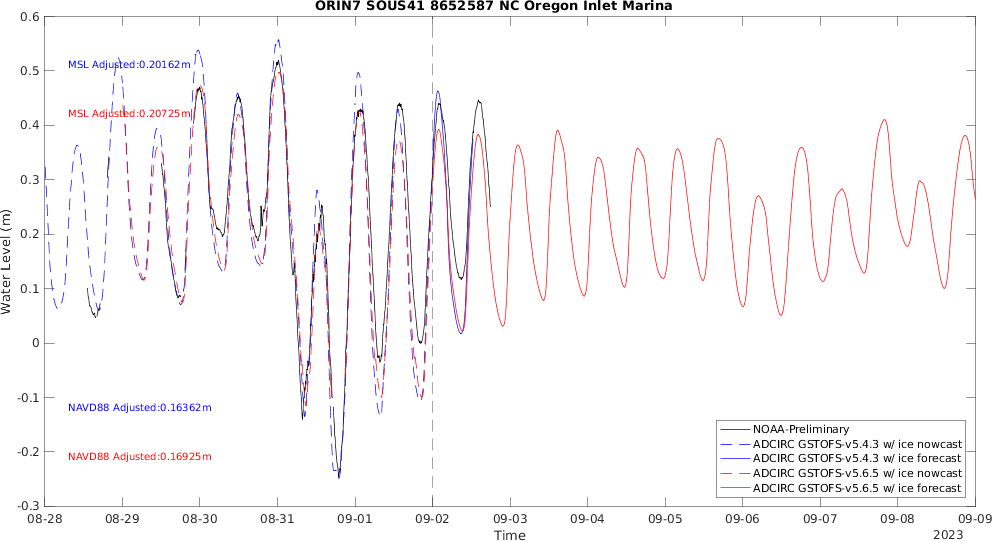 ORIN7 SOUS41 8652587 NC Oregon Inlet Marina
0.6
0.5
0.4
0.3
0.2
0.1
0
-0.1
-0.2
-0.3
Water Level (m)
MSL Adjusted:0.20162m
MSL Adjusted:0.20725m
NAVD88 Adjusted:0.16362m
NAVD88 Adjusted:0.16925m
NOAA-Preliminary
ADCIRC GSTOFS-v5.4.3 w/ ice nowcast
ADCIRC GSTOFS-v5.4.3 w/ ice forecast
ADCIRC GSTOFS-v5.6.5 w/ ice nowcast
ADCIRC GSTOFS-v5.6.5 w/ ice forecast
08-28 08-29 08-30 08-31 09-01 09-02 09-03 09-04 09-05 09-06 09-07 09-08 09-09
Time
2023